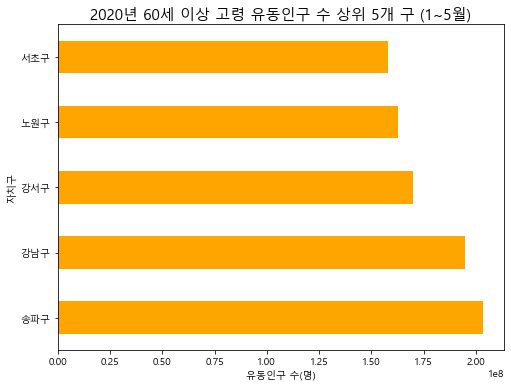 2020년 60세 이상 고령 유동인구 수 상위 5개 구 (1~5월)
서초구
노원구
강서구
강남구
송파구
자치구
0.00 0.25 0.50 0.75 1.00 1.25 1.50 1.75 2.00
1e8
유동인구 수(명)